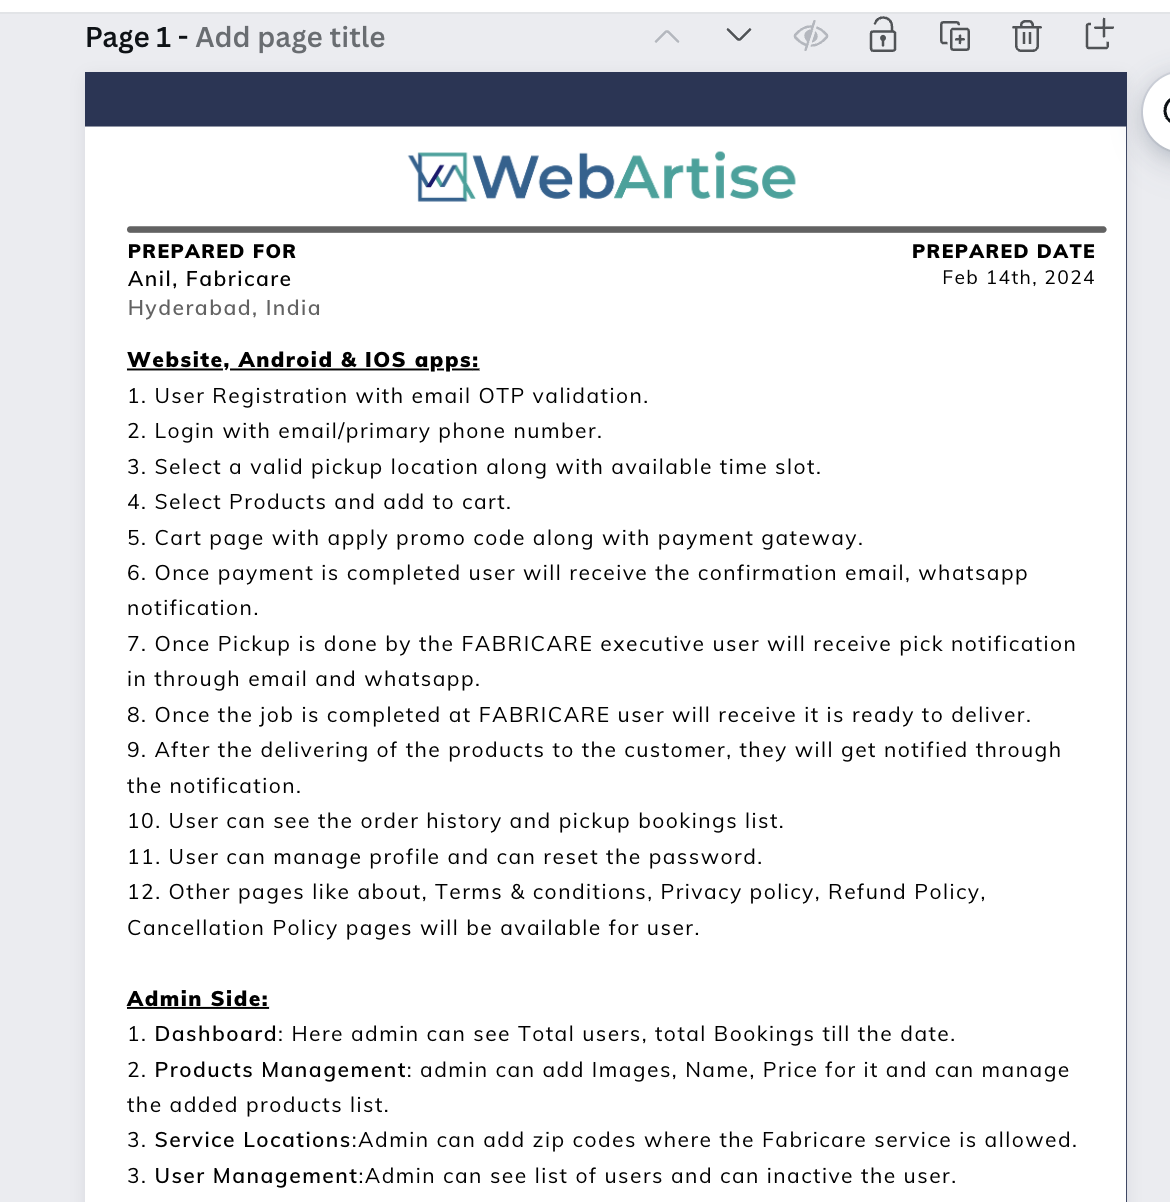 Page 1 - Add page title
WebArtise
PREPARED FOR
PREPARED DATE
Anil, Fabricare
Feb 14th, 2024
Hyderabad, India
Website, Android & IOS apps:
1. User Registration with email OTP validation.
2. Login with email/primary phone number.
3. Select a valid pickup location along with available time slot.
4. Select Products and add to cart.
5. Cart page with apply promo code along with payment gateway.
6. Once payment is completed user will receive the confirmation email, whatsapp
notification.
7. Once Pickup is done by the FABRICARE executive user will receive pick notification
in through email and whatsapp.
8. Once the job is completed at FABRICARE user will receive it is ready to deliver.
9. After the delivering of the products to the customer, they will get notified through
the notification.
10. User can see the order history and pickup bookings list.
11. User can manage profile and can reset the password.
12. Other pages like about, Terms & conditions, Privacy policy, Refund Policy,
Cancellation Policy pages will be available for user.
Admin Side:
1. Dashboard: Here admin can see Total users, total Bookings till the date.
2. Products Management: admin can add Images, Name, Price for it and can manage
the added products list.
3. Service Locations:Admin can add zip codes where the Fabricare service is allowed.
3. User Management:Admin can see list of users and can inactive the user.